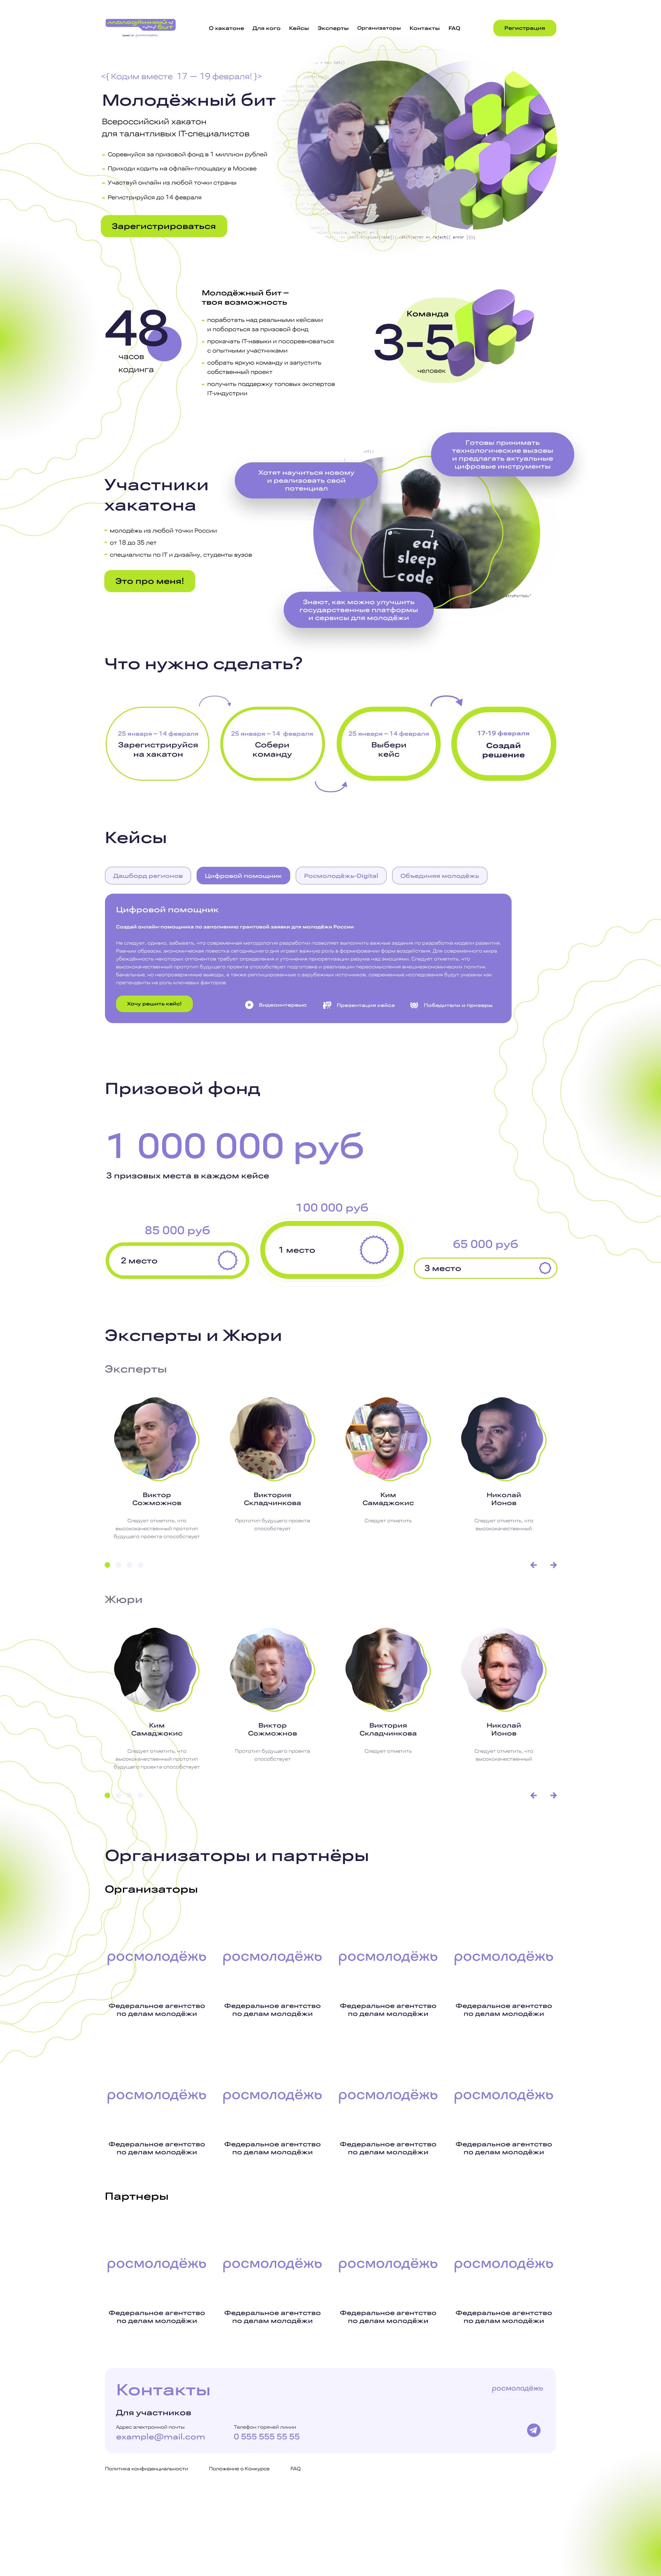 молодёжный
бит
О хакатоне Для кого Кейсы Эксперты Организаторы Контакты FAQ
Регистрация
<{ Кодим вместе 17 — 19 февраля! }>
Молодёжный бит
Всероссийский хакатон
для талантливых IT-специалистов
Соревнуйся за призовой фонд в 1 миллион рублей
Приходи кодить на офлайн-площадку в Москве
Участвуй онлайн из любой точки страны
Регистрируйся до 14 февраля
Зарегистрироваться
48
часов
кодинга
Молодёжный бит –
твоя возможность
поработать над реальными кейсами
и побороться за призовой фонд
прокачать IT-навыки и посоревноваться
с опытными участниками
собрать яркую команду и запустить
собственный проект
получить поддержку топовых экспертов
IT-индустрии
Команда
3-5
человек
Участники
хакатона
молодёжь из любой точки России
от 18 до 35 лет
специалисты по IT и дизайну, студенты вузов
Это про меня!
Хотят научиться новому
и реализовать свой
потенциал
Готовы принимать
технологические вызовы
и предлагать актуальные
цифровые инструменты
eat
sleep
code
Знают, как можно улучшить
государственные платформы
и сервисы для молодёжи
Что нужно сделать?
25 января – 14 февраля
Зарегистрируйся
на хакатон
25 января – 14 февраля
Собери
команду
25 января – 14 февраля
Выбери
кейс
17-19 февраля
Создай
решение
Кейсы
Дашборд регионов
Цифровой помощник
Росмолодёжь-Digital
Объединяя молодёжь
Цифровой помощник
Создай онлайн-помощника по заполнению грантовой заявки для молодёжи России
Не следует, однако, забывать, что современная методология разработки позволяет выполнить важные задания по разработке модели развития.
Равным образом, экономическая повестка сегодняшнего дня играет важную роль в формировании форм воздействия. Для современного мира
убеждённость некоторых оппонентов требует определения и уточнения приоритизации разума над эмоциями. Следует отметить, что
высококачественный прототип будущего проекта способствует подготовке и реализации переосмысления внешнеэкономических политик.
Банальные, но неопровержимые выводы, а также реплицированные с зарубежных источников, современные исследования будут указаны как
претенденты на роль ключевых факторов.
Хочу решить кейс!
Видеоинтервью
Презентация кейса
Победители и призеры
Призовой фонд
1 000 000 руб
3 призовых места в каждом кейсе
85 000 руб
2 место
100 000 руб
1 место
65 000 руб
3 место
Эксперты и Жюри
Эксперты
Виктор
Сожможнов
Следует отметить, что
высококачественный прототип
будущего проекта способствует
Виктория
Складчинкова
Прототип будущего проекта
способствует
Ким
Самаджокис
Следует отметить
Николай
Ионов
Следует отметить, что
высококачественный
Жюри
Ким
Самаджокис
Следует отметить, что
высококачественный прототип
будущего проекта способствует
Виктор
Сожможнов
Прототип будущего проекта
способствует
Виктория
Складчинкова
Следует отметить
Николай
Ионов
Следует отметить, что
высококачественный
Организаторы и партнёры
Организаторы
росмолодёжь росмолодёжь росмолодёжь росмолодёжь
Федеральное агентство Федеральное агентство Федеральное агентство Федеральное агентство
по делам молодёжи по делам молодёжи по делам молодёжи по делам молодёжи
росмолодёжь росмолодёжь росмолодёжь росмолодёжь
Федеральное агентство Федеральное агентство Федеральное агентство Федеральное агентство
по делам молодёжи по делам молодёжи по делам молодёжи по делам молодёжи
Партнеры
росмолодёжь росмолодёжь росмолодёжь росмолодёжь
Федеральное агентство Федеральное агентство Федеральное агентство Федеральное агентство
по делам молодёжи по делам молодёжи по делам молодёжи по делам молодёжи
Контакты
росмолодёжь
Для участников
Адрес электронной почты
example@mail.com
Телефон горячей линии
0 555 555 55 55
Политика конфиденциальности Положение о Конкурсе FAQ